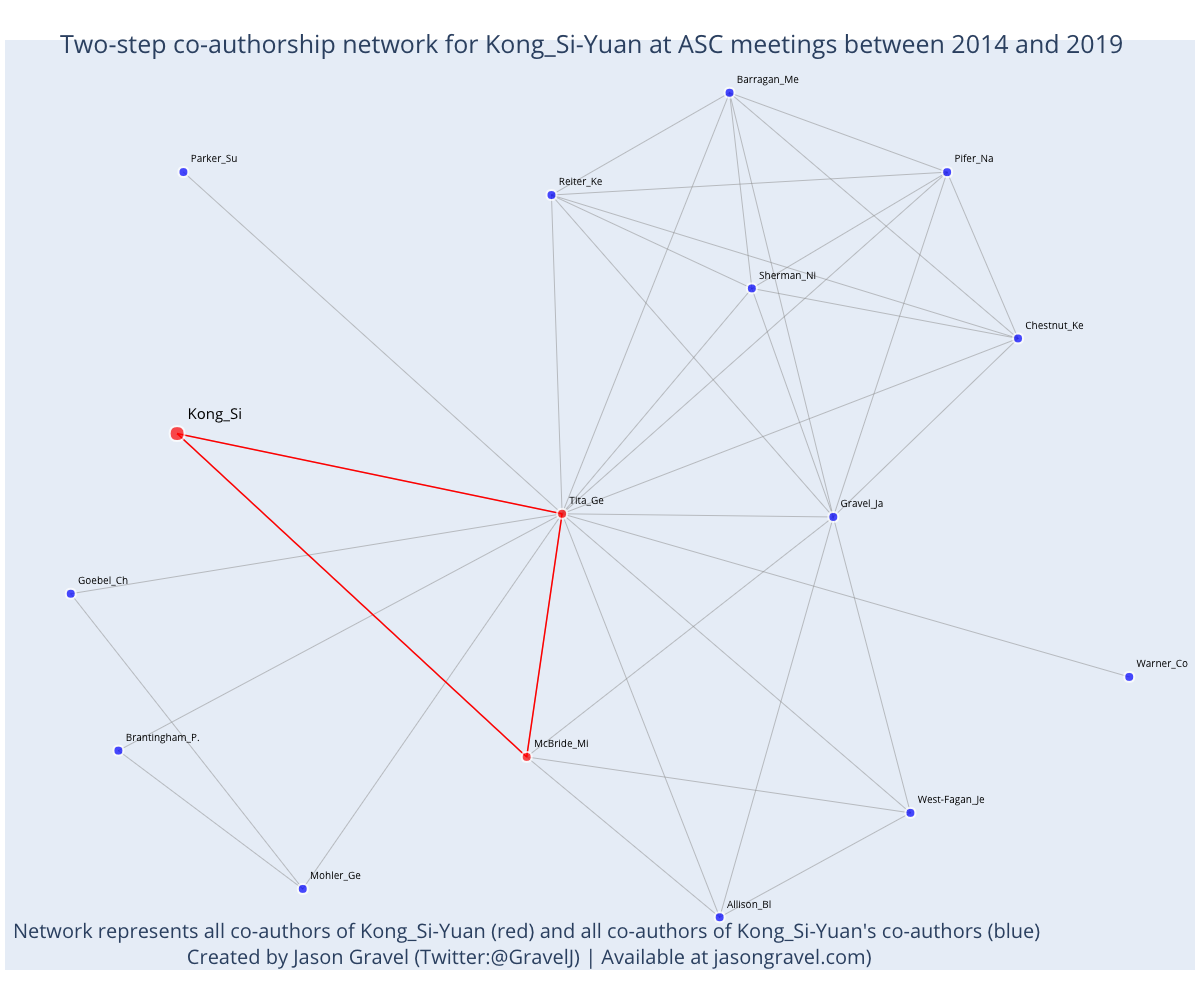 Two-step co-authorship network for Kong_Si-Yuan at ASC meetings between 2014 and 2019
Barragan_Me
Parker_Su
Pifer_Na
Reiter_Ke
Sherman_Ni
Chestnut_Ke
Kong_Si
Tita_Ge
Gravel_Ja
Goebel_Ch
Warner_Co
Brantingham_P.
McBride_Mi
West-Fagan_Je
Mohler_Ge
Allison_Bl
Network represents all co-authors of Kong_Si-Yuan (red) and all co-authors of Kong_Si-Yuan's co-authors (blue)
Created by Jason Gravel (Twitter:@GravelJ) | Available at jasongravel.com)